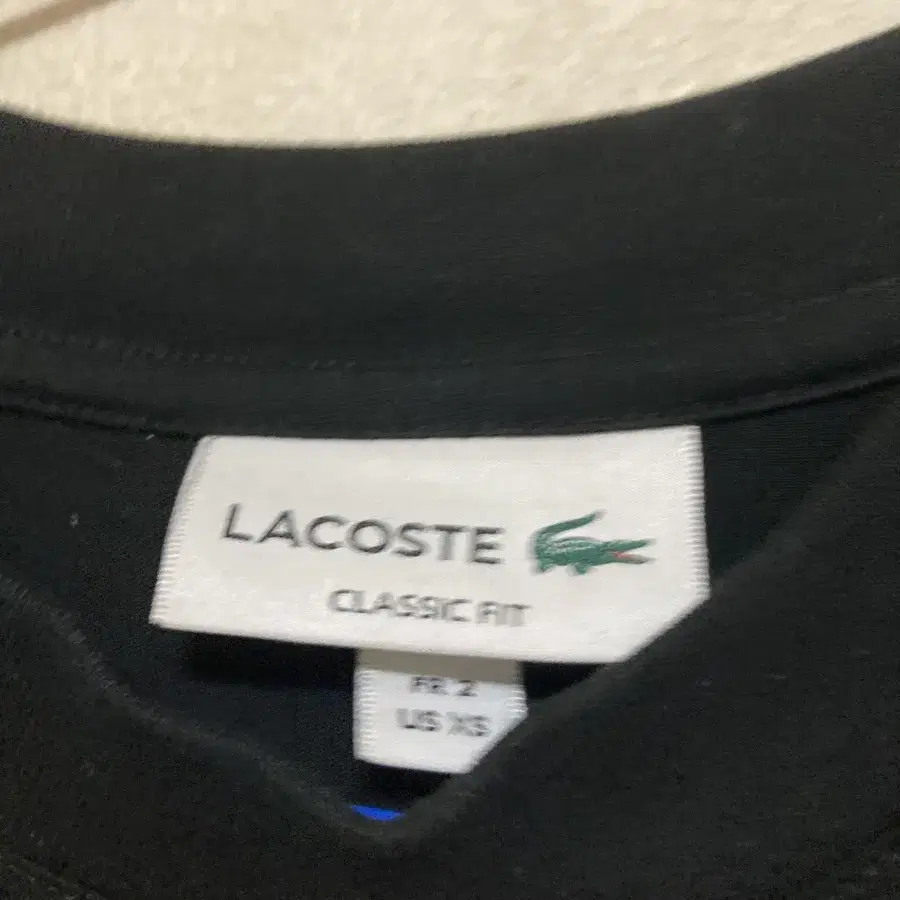 LACOSTE
CLASSIC FIT
FR 2
US XS